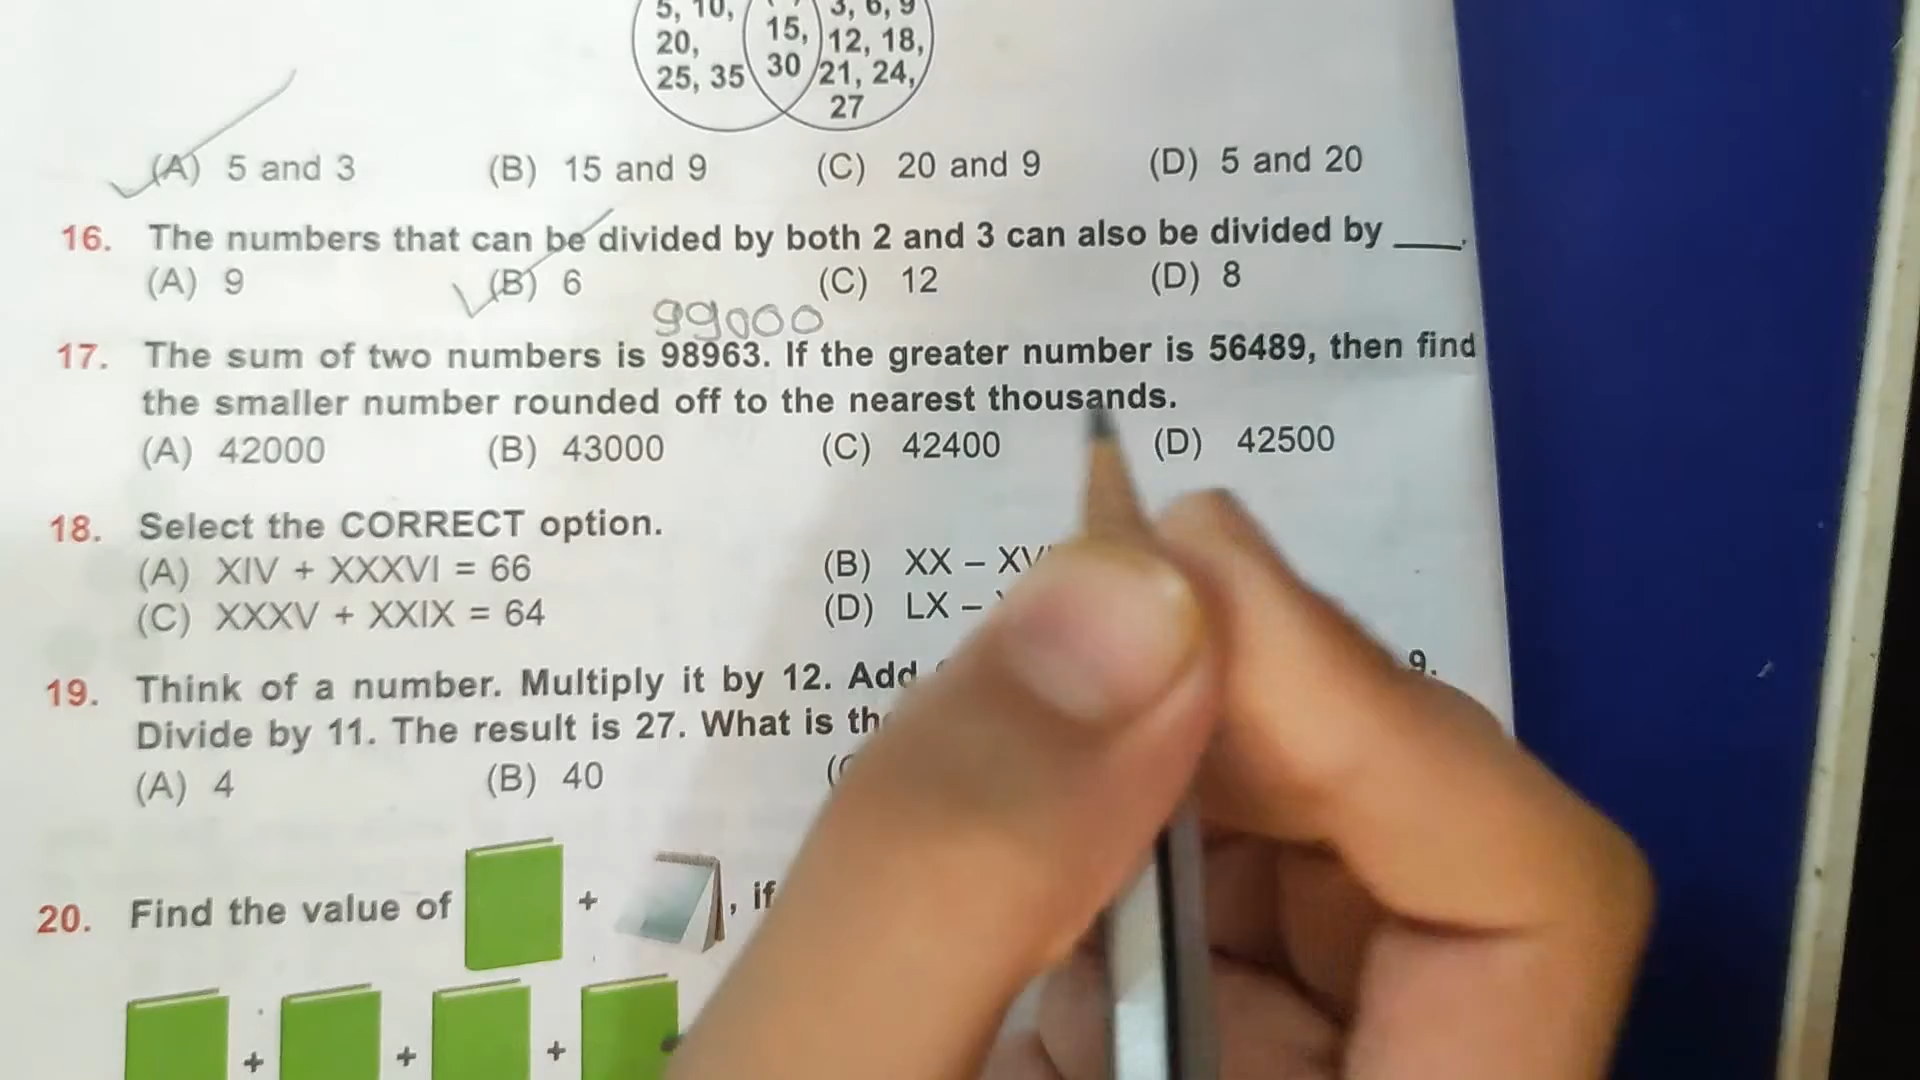 5, 10,
20,
25, 35
15,
30
3, 6, 9
12, 18,
21, 24,
27
(A) 5 and 3 (B) 15 and 9 (C) 20 and 9 (D) 5 and 20
16. The numbers that can be divided by both 2 and 3 can also be divided by ____.
(A) 9 (B) 6 (C) 12 (D) 8
99000
17. The sum of two numbers is 98963. If the greater number is 56489, then find
the smaller number rounded off to the nearest thousands.
(A) 42000 (B) 43000 (C) 42400 (D) 42500
18. Select the CORRECT option.
(A) XIV + XXXVI = 66 (B) XX –
(C) XXXV + XXIX = 64 (D) LX –
19. Think of a number. Multiply it by 12. Add 9.
Divide by 11. The result is 27. What is
(A) 4 (B) 40
20. Find the value of + , if
+ + +